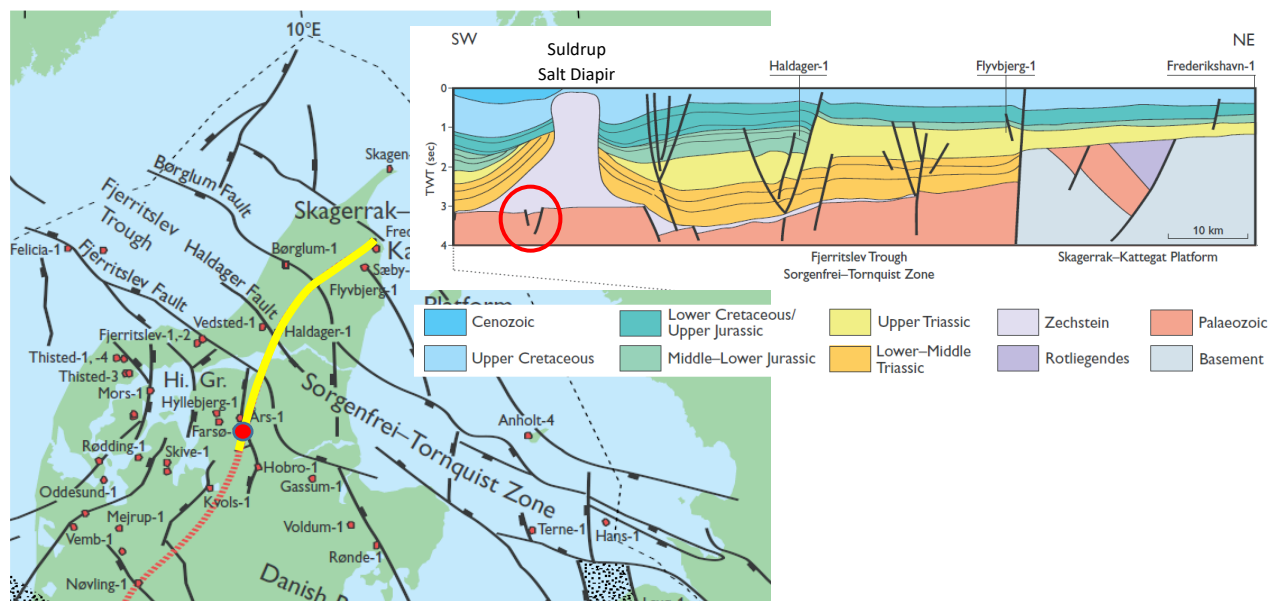 10°E
Skagen
Børglum Fault
Skagerrak–
Fjerritslev
Trough
Fred
Ka
Haldager Fault
Felicia-1
Børglum-1
Sæby-
Fjerritslev Fault
Flyvbjerg-1
Platform
Vedsted-1
Haldager-1
Fjerritslev-1,-2
Thisted-1, -4
Thisted-3
Hi. Gr.
Mors-1
Hyllebjerg-1
Sorgenfrei–Tornquist Zone
Ars-1
Anholt-4
Farsø-
Rødding-1
Skive-1
Hobro-1
Gassum-1
Oddesund-1
Kvols-1
Mejrup-1
Voldum-1
Terne-1
Hans-1
Vemb-1
Rønde-1
Nøvling-1
Danish
SW
NE
Suldrup
Salt Diapir
Haldager-1
Flyvbjerg-1
Frederikshavn-1
0
1
2
3
4
TWT (sec)
10 km
Fjerritslev Trough
Sorgenfrei–Tornquist Zone
Skagerrak–Kattegat Platform
Cenozoic
Upper Cretaceous
Lower Cretaceous/
Upper Jurassic
Middle–Lower Jurassic
Upper Triassic
Lower–Middle
Triassic
Zechstein
Rotliegendes
Palaeozoic
Basement